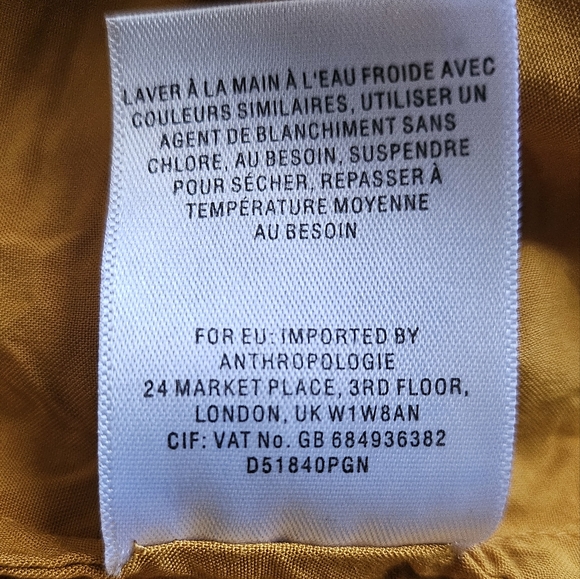 LAVER À LA MAIN À L'EAU FROIDE AVEC
COULEURS SIMILAIRES, UTILISER UN
AGENT DE BLANCHIMENT SANS
CHLORE, AU BESOIN, SUSPENDRE
POUR SÉCHER, REPASSER À
TEMPÉRATURE MOYENNE
AU BESOIN
FOR EU: IMPORTED BY
ANTHROPOLOGIE
24 MARKET PLACE, 3RD FLOOR,
LONDON, UK W1W8AN
CIF: VAT No. GB 684936382
D51840PGN